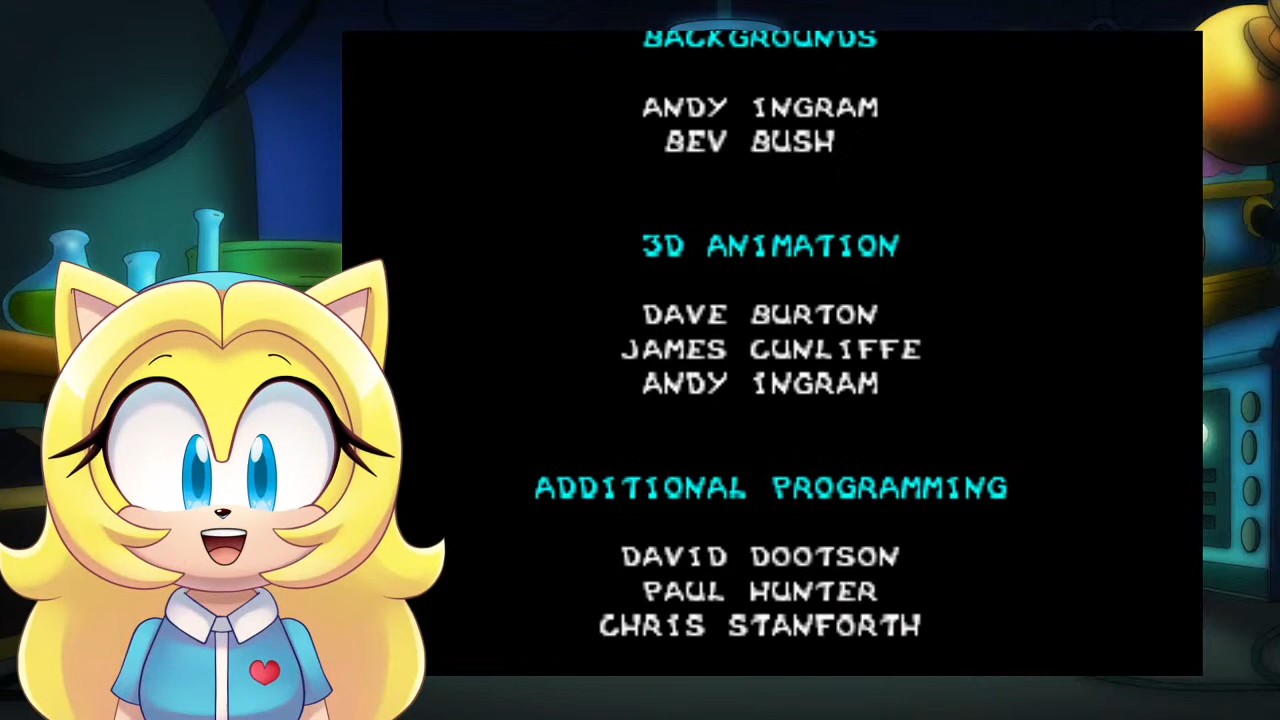 BACKGROUNDS
ANDY INGRAM
BEV BUSH
3D ANIMATION
DAVE BURTON
JAMES CUNLIFFE
ANDY INGRAM
ADDITIONAL PROGRAMMING
DAVID DOOTSON
PAUL HUNTER
CHRIS STANFORTH